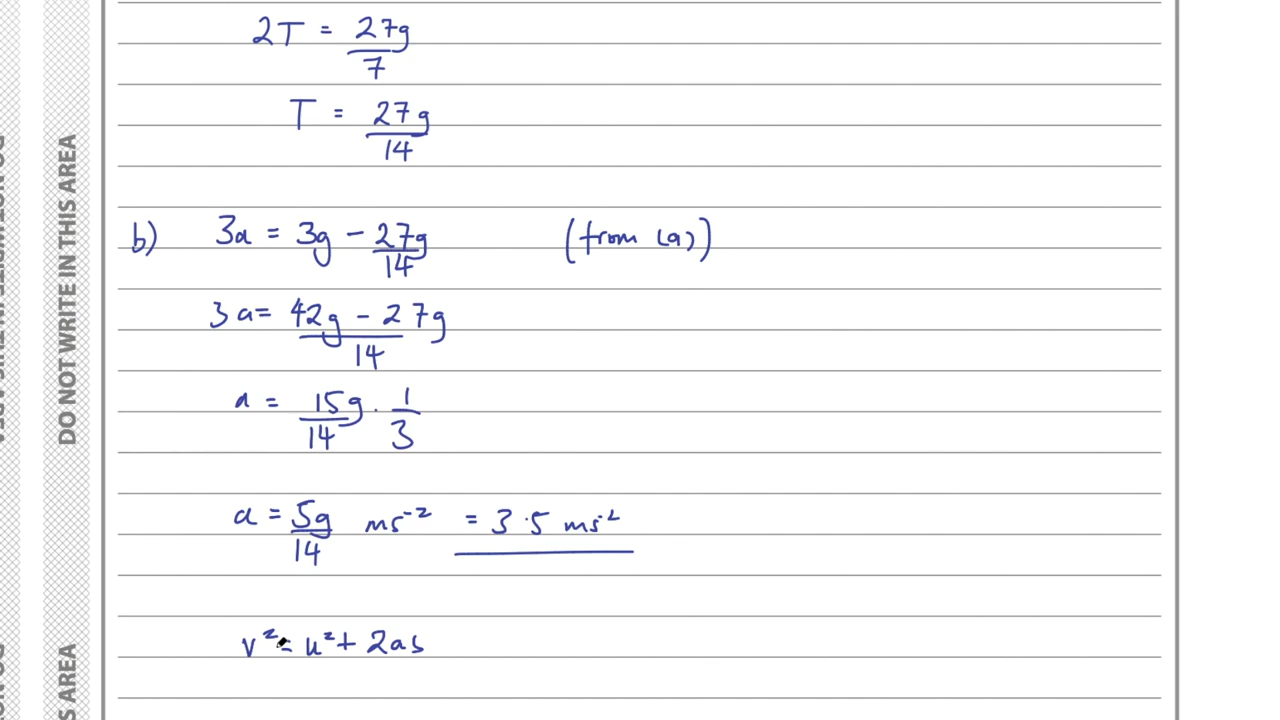 2T = 27g/7
T = 27g/14
b) 3a = 3g - 27g/14 (from (a))
3a = 42g - 27g/14
a = 15g/14 . 1/3
a = 5g/14 ms⁻² = 3.5 ms⁻²
v² = u² + 2as
DO NOT WRITE IN THIS AREA